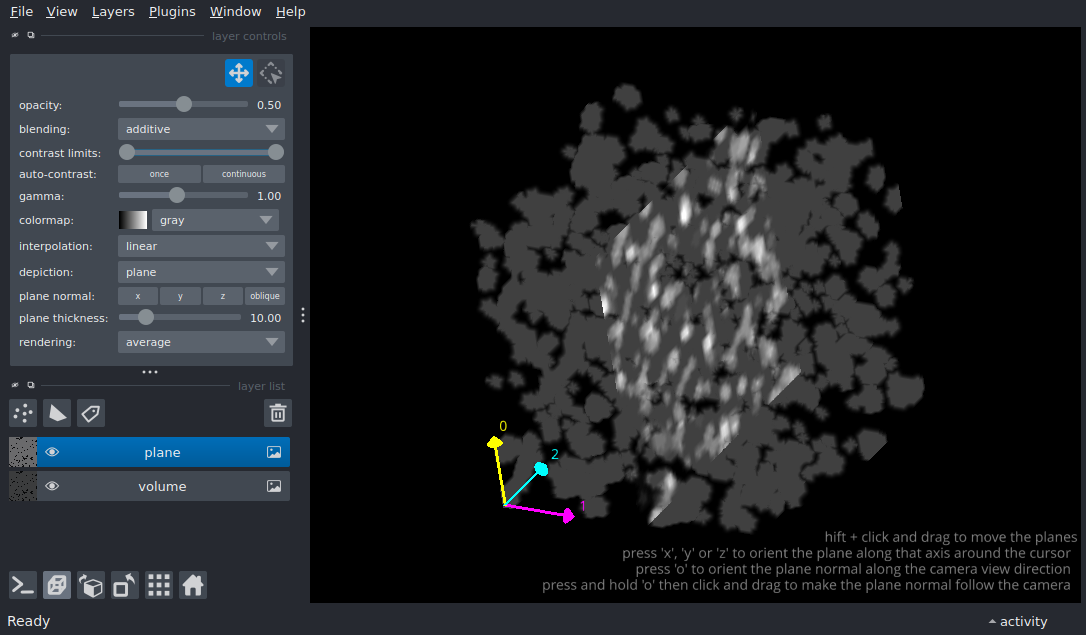 File View Layers Plugins Window Help
layer controls
opacity: 0.50
blending: additive
contrast limits:
auto-contrast: once continuous
gamma: 1.00
colormap: gray
interpolation: linear
depiction: plane
plane normal: x y z oblique
plane thickness: 10.00
rendering: average
layer list
plane
volume
0
2
1
hift + click and drag to move the planes
press 'x', 'y' or 'z' to orient the plane along that axis around the cursor
press 'o' to orient the plane normal along the camera view direction
press and hold 'o' then click and drag to make the plane normal follow the camera
Ready activity